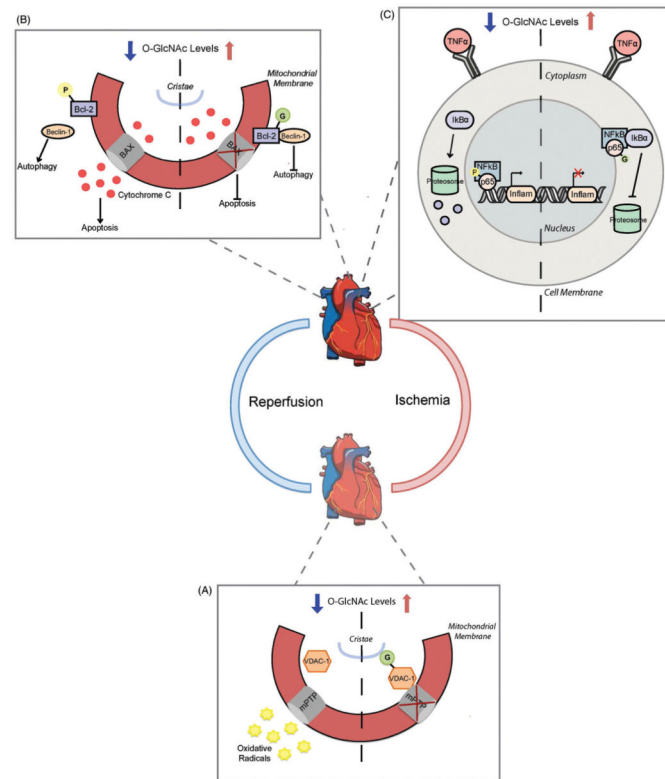 (B)
O-GlcNAc Levels
Mitochondrial
Membrane
Cristae
P
Bcl-2
Beclin-1
Autophagy
BAX
Cytochrome C
Apoptosis
G
Bcl-2
Beclin-1
BAX
Autophagy
Apoptosis
(C)
O-GlcNAc Levels
TNFα
TNFα
Cytoplasm
IkBα
Proteosome
P
NFkB
p65
Inflam
NFkB
p65
G
IkBα
Inflam
Proteosome
Nucleus
Cell Membrane
Reperfusion
Ischemia
(A)
O-GlcNAc Levels
Mitochondrial
Membrane
Cristae
VDAC-1
G
VDAC-1
mPTP
mPTP
Oxidative
Radicals